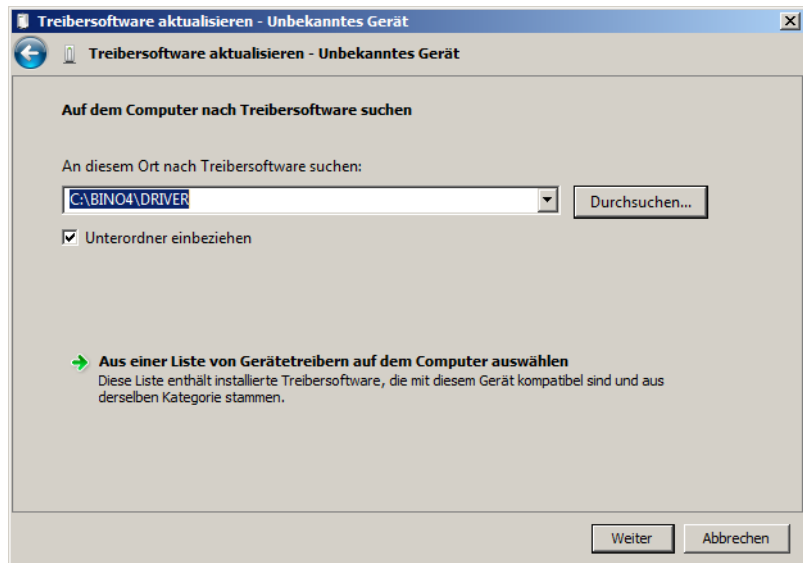 Treibersoftware aktualisieren - Unbekanntes Gerät
Treibersoftware aktualisieren - Unbekanntes Gerät
Auf dem Computer nach Treibersoftware suchen
An diesem Ort nach Treibersoftware suchen:
C:\BINO4\DRIVER
Durchsuchen...
Unterordner einbeziehen
Aus einer Liste von Gerätetreibern auf dem Computer auswählen
Diese Liste enthält installierte Treibersoftware, die mit diesem Gerät kompatibel sind und aus
derselben Kategorie stammen.
Weiter
Abbrechen